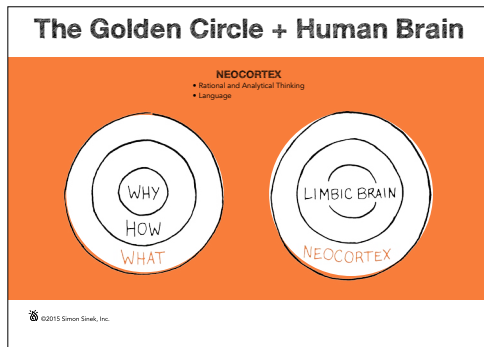 The Golden Circle + Human Brain
NEOCORTEX
• Rational and Analytical Thinking
• Language
WHY
HOW
WHAT
LIMBIC BRAIN
NEOCORTEX
©2015 Simon Sinek, Inc.